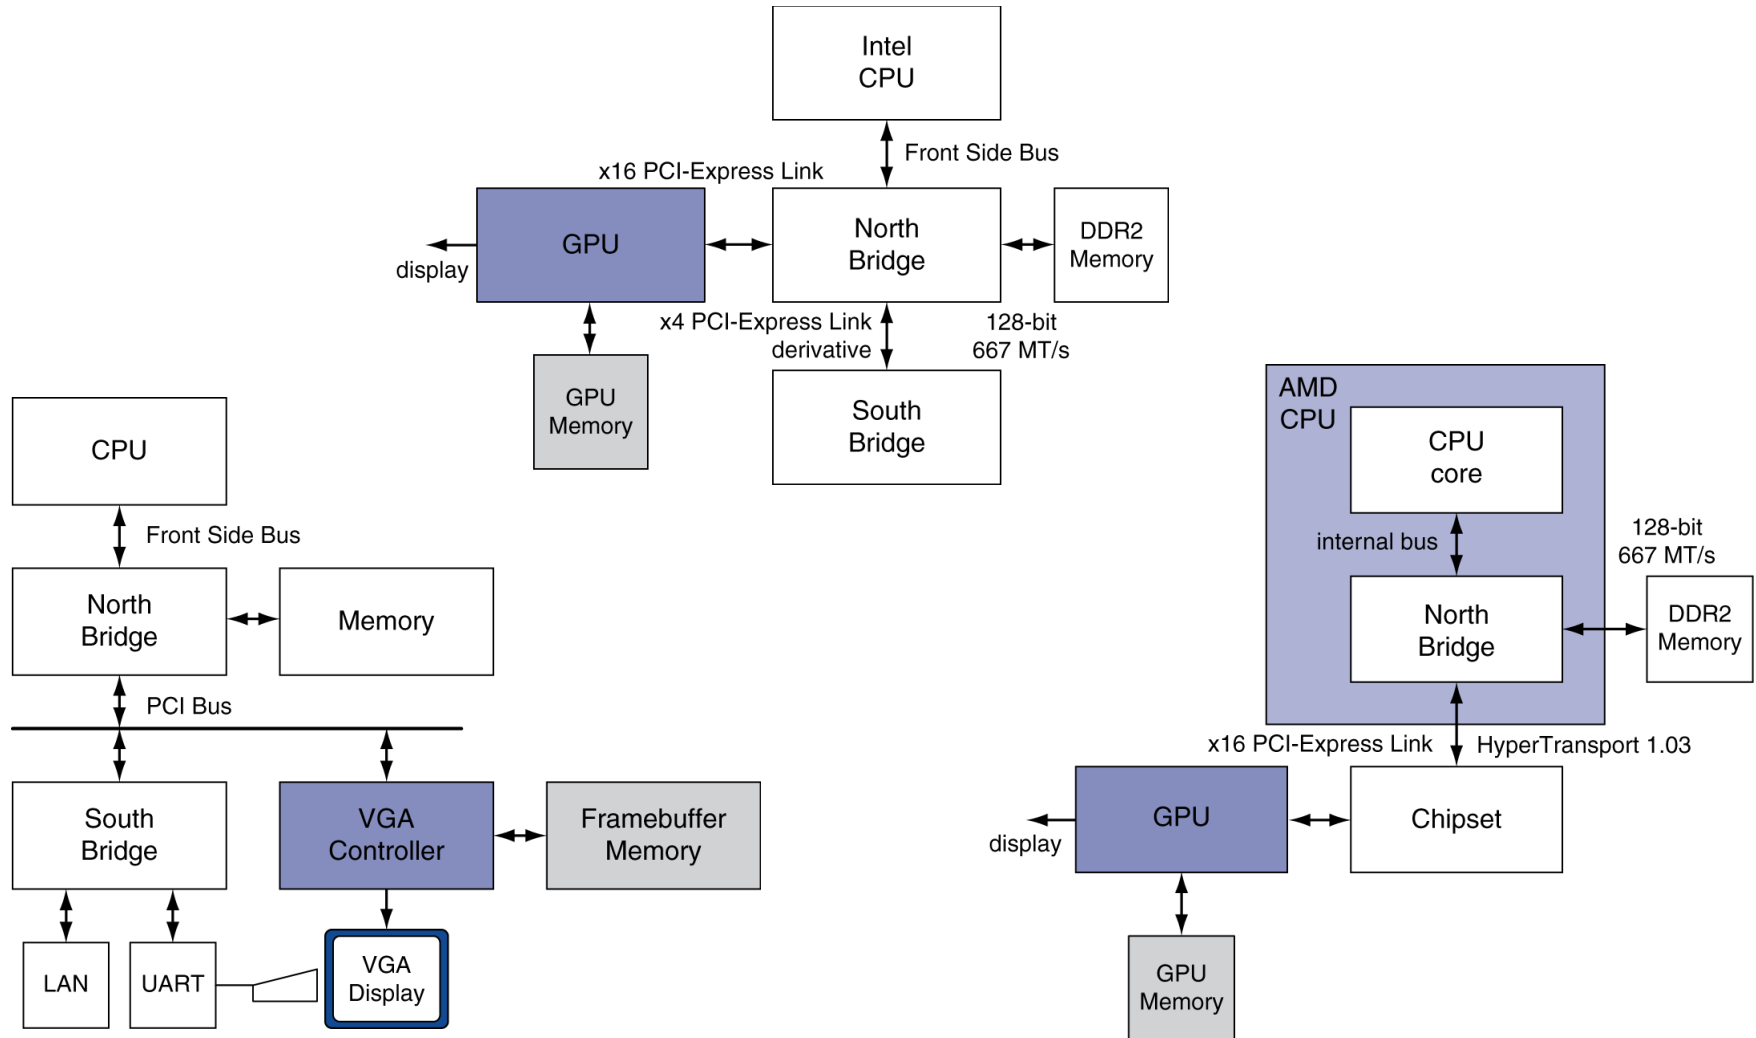 Intel
CPU
Front Side Bus
x16 PCI-Express Link
GPU
North
Bridge
DDR2
Memory
display
x4 PCI-Express Link
derivative
128-bit
667 MT/s
GPU
Memory
South
Bridge
CPU
Front Side Bus
North
Bridge
Memory
PCI Bus
South
Bridge
VGA
Controller
Framebuffer
Memory
LAN
UART
VGA
Display
AMD
CPU
CPU
core
internal bus
128-bit
667 MT/s
North
Bridge
DDR2
Memory
x16 PCI-Express Link
HyperTransport 1.03
GPU
Chipset
display
GPU
Memory